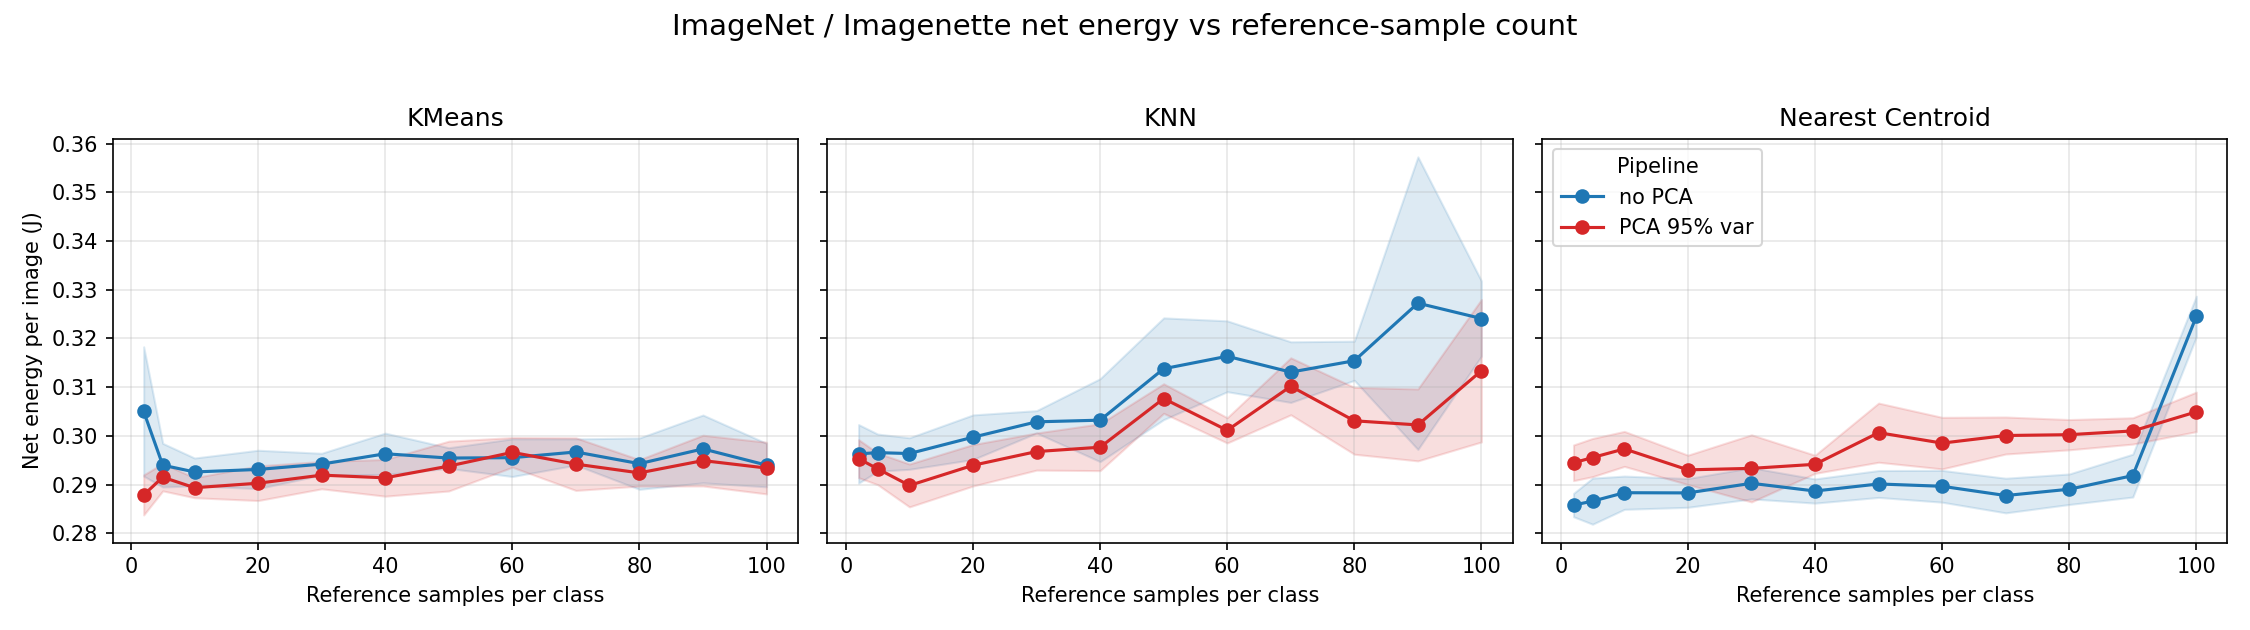 ImageNet / Imagenette net energy vs reference-sample count
KMeans
KNN
Nearest Centroid
Net energy per image (J)
0.36
0.35
0.34
0.33
0.32
0.31
0.30
0.29
0.28
Pipeline
no PCA
PCA 95% var
0 20 40 60 80 100
0 20 40 60 80 100
0 20 40 60 80 100
Reference samples per class
Reference samples per class
Reference samples per class